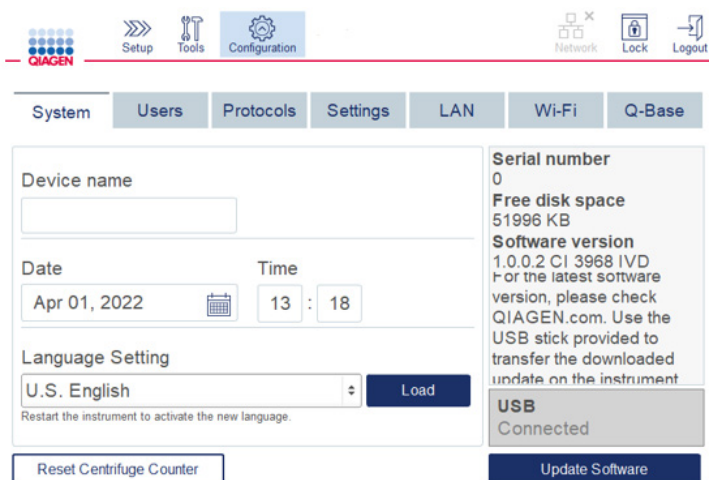 QIAGEN
Setup
Tools
Configuration
Network
Lock
Logout
System
Users
Protocols
Settings
LAN
Wi-Fi
Q-Base
Device name
Date
Time
Apr 01, 2022
13 : 18
Language Setting
U.S. English
Load
Restart the instrument to activate the new language.
Reset Centrifuge Counter
Serial number
0
Free disk space
51996 KB
Software version
1.0.0.2 CI 3968 IVD
For the latest software
version, please check
QIAGEN.com. Use the
USB stick provided to
transfer the downloaded
update on the instrument
USB
Connected
Update Software